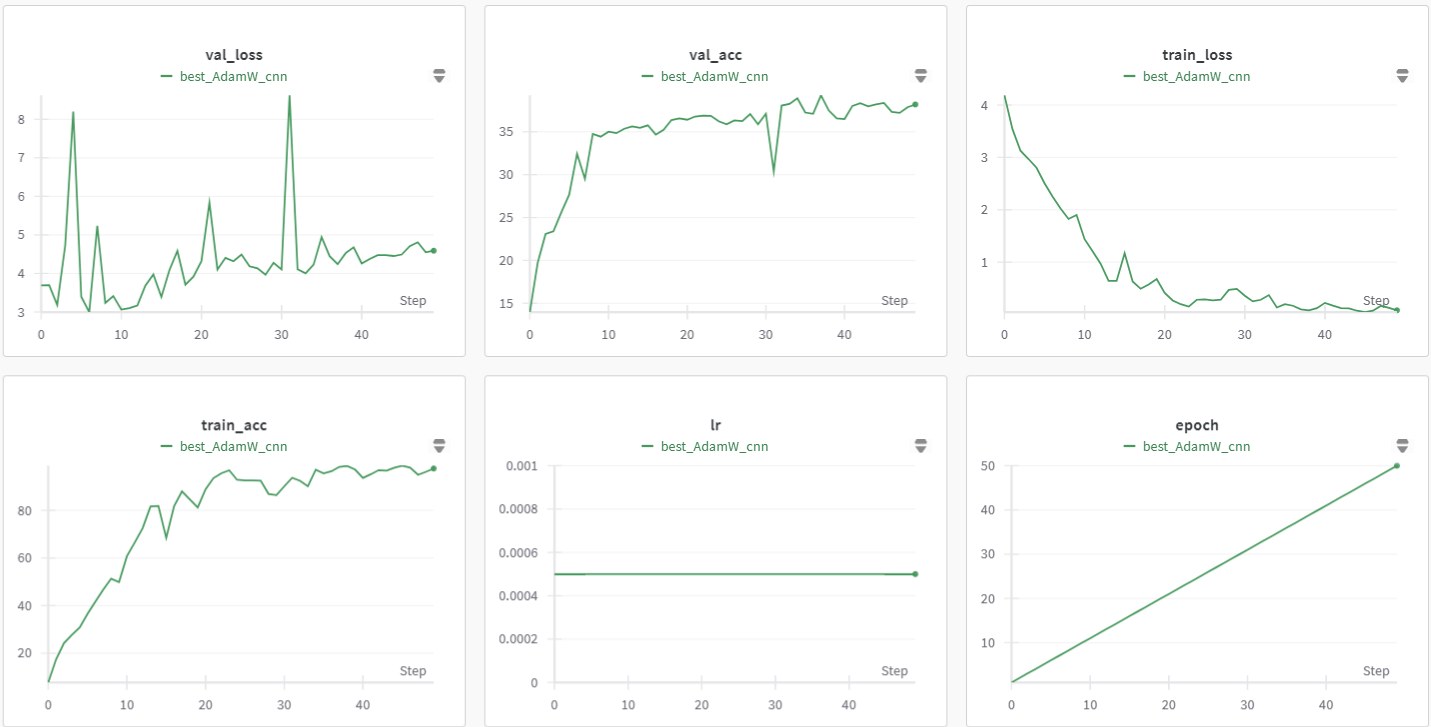 val_loss
best_AdamW_cnn
8
7
6
5
4
3
Step
0 10 20 30 40
val_acc
best_AdamW_cnn
35
30
25
20
15
Step
0 10 20 30 40
train_loss
best_AdamW_cnn
4
3
2
1
Step
0 10 20 30 40
train_acc
best_AdamW_cnn
80
60
40
20
Step
0 10 20 30 40
lr
best_AdamW_cnn
0.001
0.0008
0.0006
0.0004
0.0002
0
Step
0 10 20 30 40
epoch
best_AdamW_cnn
50
40
30
20
10
Step
0 10 20 30 40